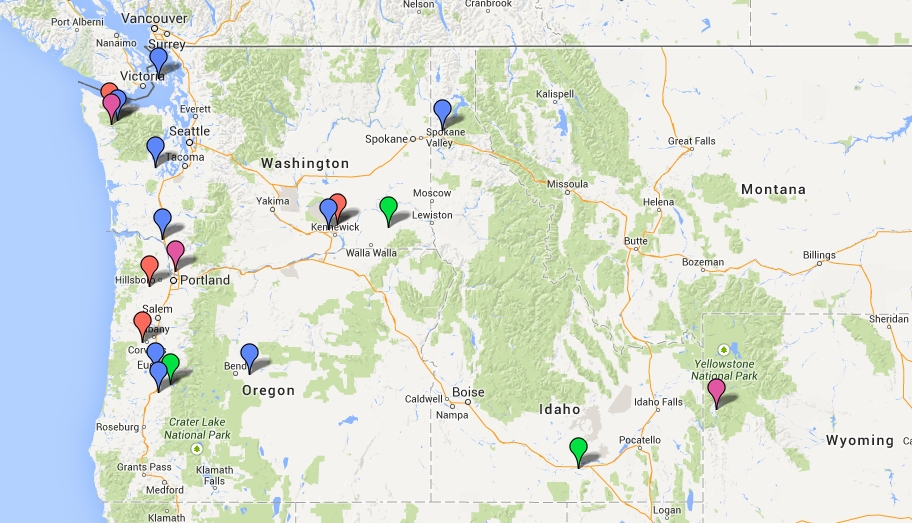 Nelson
Cranbrook
Vancouver
Port Alberni
Nanaimo
Surrey
Victoria
Kalispell
Everett
Seattle
Spokane
Spokane
Valley
Great Falls
Tacoma
Washington
Missoula
Montana
Moscow
Yakima
Lewiston
Helena
Kennewick
Butte
Walla Walla
Billings
Bozeman
Hillsboro
Portland
Salem
Sheridan
Albany
Yellowstone
National Park
Bend
Oregon
Boise
Caldwell
Nampa
Idaho
Idaho Falls
Crater Lake
National Park
Roseburg
Pocatello
Wyoming
Grants Pass
Klamath
Falls
Medford
Logan
Klamath